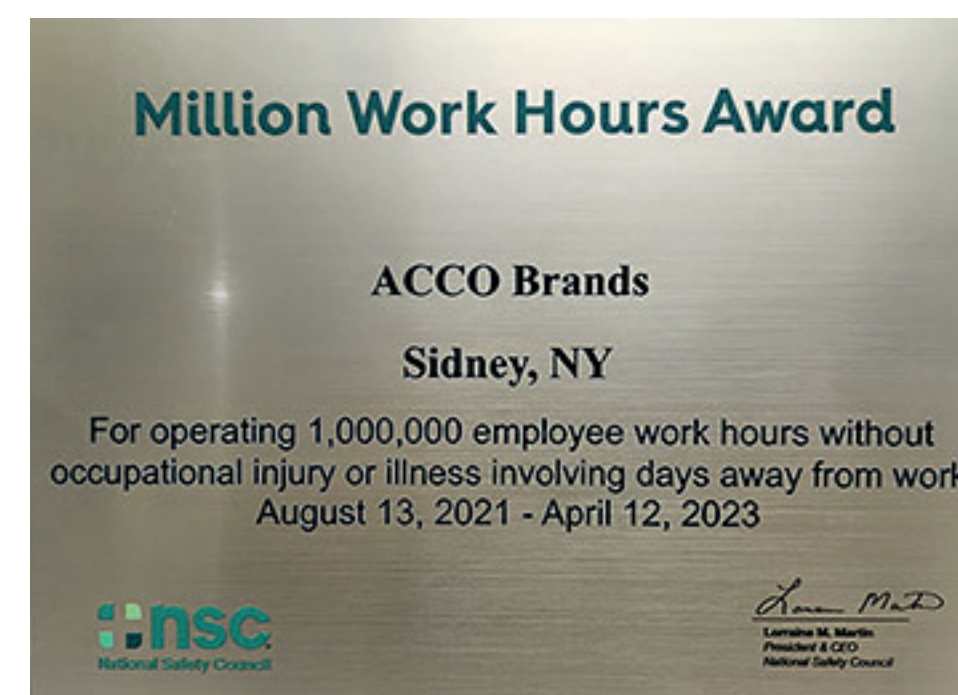 Million Work Hours Award
ACCO Brands
Sidney, NY
For operating 1,000,000 employee work hours without
occupational injury or illness involving days away from work
August 13, 2021 - April 12, 2023
nsc
National Safety Council
Lorraine M. Martin
President & CEO
National Safety Council